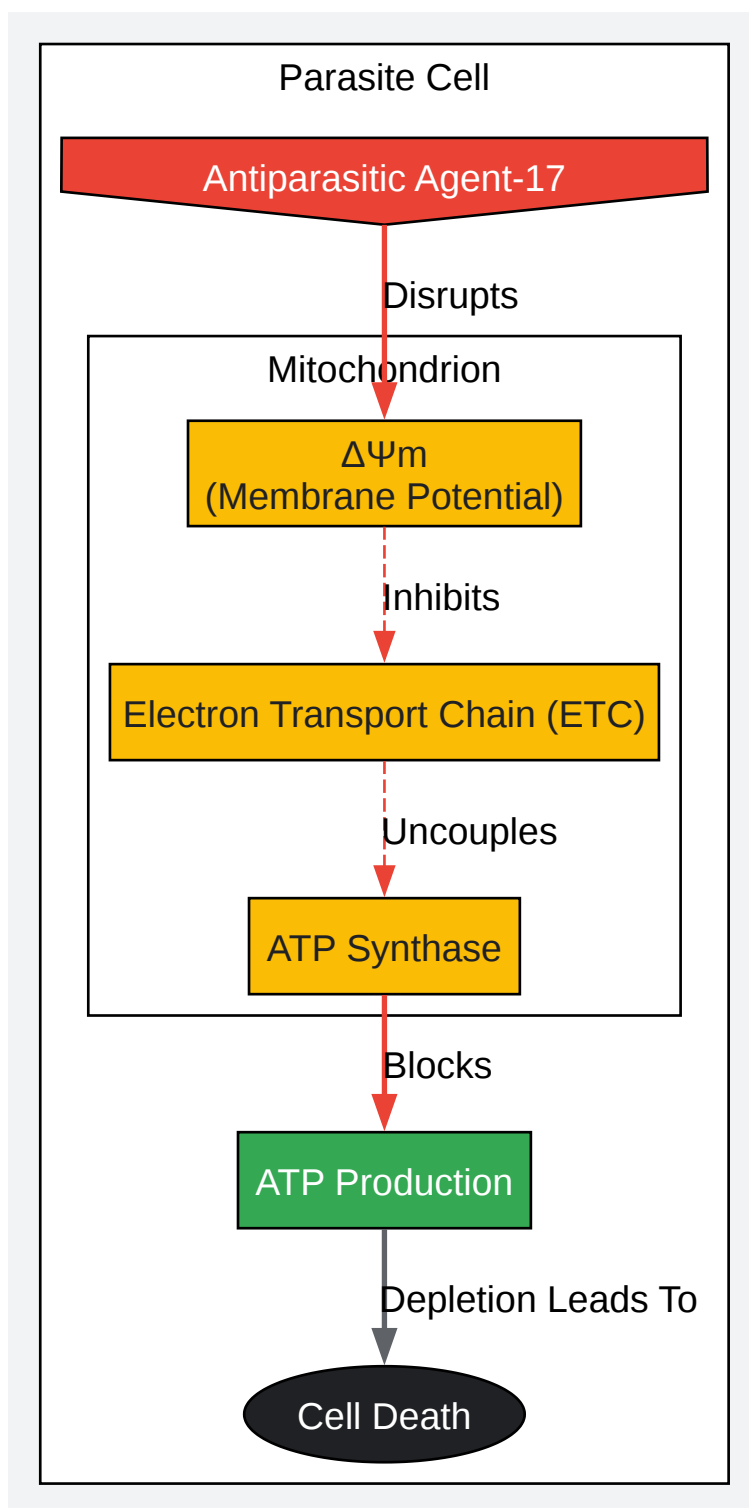 Parasite Cell
Antiparasitic Agent-17
Disrupts
Mitochondrion
ΔΨm
(Membrane Potential)
Inhibits
Electron Transport Chain (ETC)
Uncouples
ATP Synthase
Blocks
ATP Production
Depletion Leads To
Cell Death